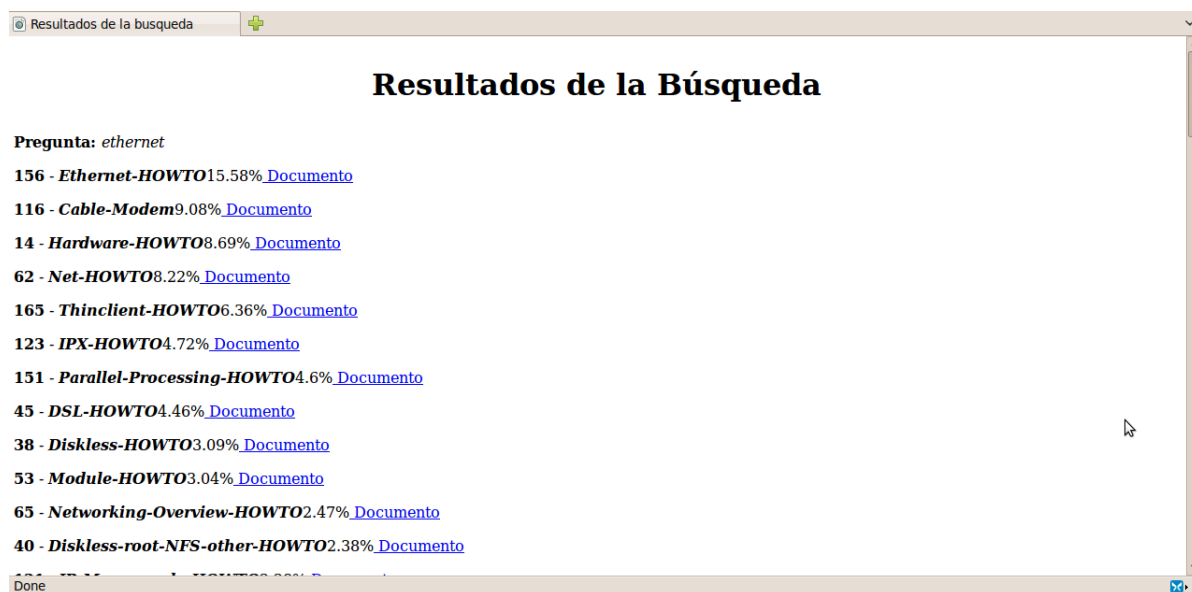 Resultados de la busqueda
Resultados de la Búsqueda
Pregunta: ethernet
156 - Ethernet-HOWTO15.58% Documento
116 - Cable-Modem9.08% Documento
14 - Hardware-HOWTO8.69% Documento
62 - Net-HOWTO8.22% Documento
165 - Thinclient-HOWTO6.36% Documento
123 - IPX-HOWTO4.72% Documento
151 - Parallel-Processing-HOWTO4.6% Documento
45 - DSL-HOWTO4.46% Documento
38 - Diskless-HOWTO3.09% Documento
53 - Module-HOWTO3.04% Documento
65 - Networking-Overview-HOWTO2.47% Documento
40 - Diskless-root-NFS-other-HOWTO2.38% Documento
Done